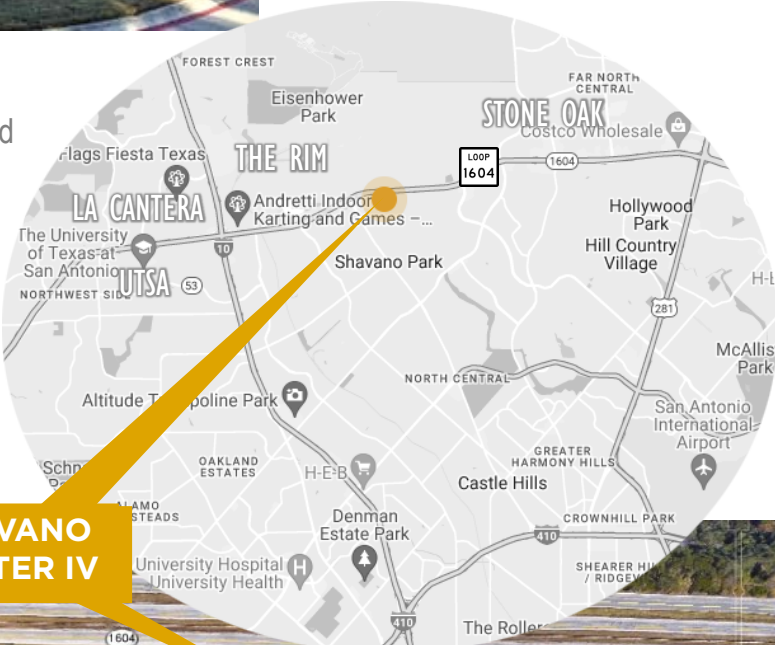 FOREST CREST
FAR NORTH
CENTRAL
Eisenhower
Park
STONE OAK
Costco Wholesale
Flags Fiesta Texas
THE RIM
LOOP
1604
1604
LA CANTERA
Andretti Indoor
Karting and Games –...
Hollywood
Park
The University
of Texas at
San Antonio
10
Hill Country
Village
Shavano Park
UTSA
NORTHWEST SIDE
53
281
McAllis
Park
NORTH CENTRAL
Altitude Trampoline Park
San Antonio
International
Airport
OAKLAND
ESTATES
H-E-B
GREATER
HARMONY HILLS
Castle Hills
VANO
TER IV
Denman
Estate Park
CROWNHILL PARK
410
University Hospital
University Health
SHEARER
/
410
The Roller
1604